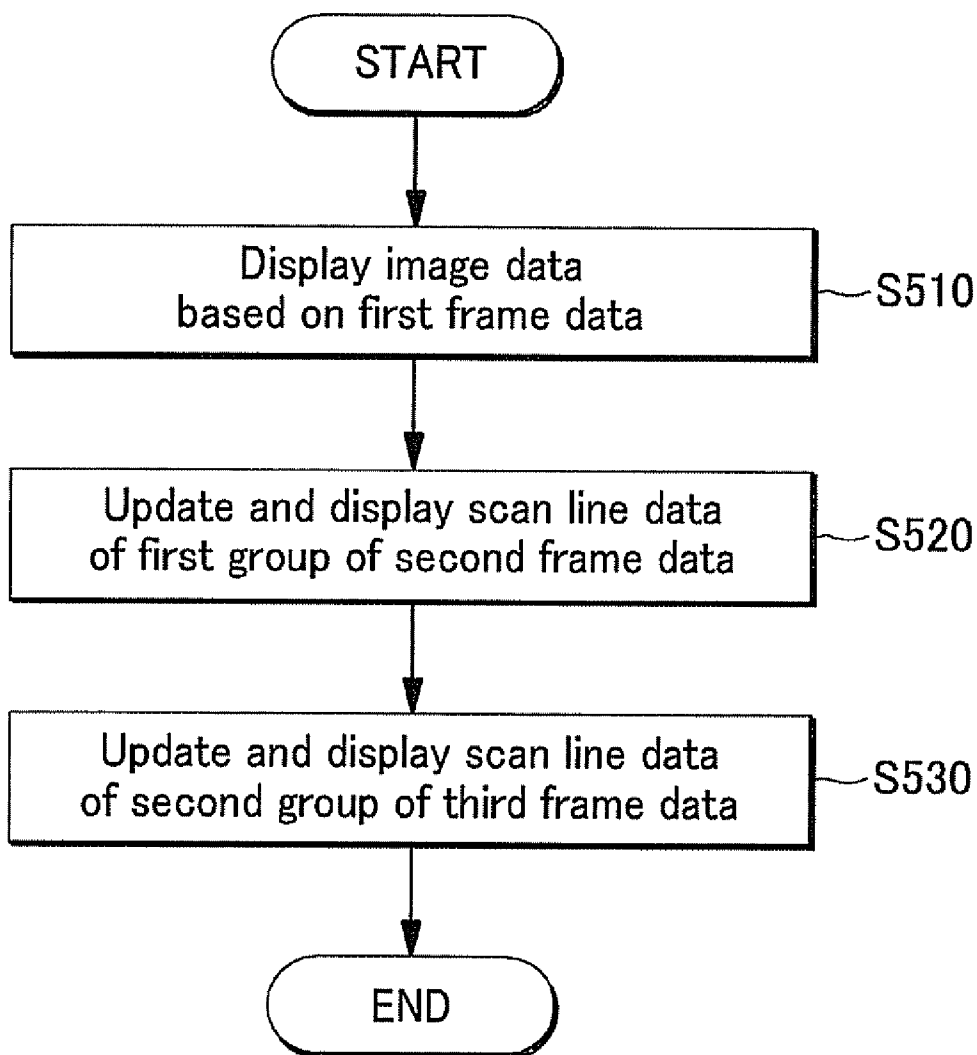 START
Display image data
based on first frame data
S510
Update and display scan line data
of first group of second frame data
S520
Update and display scan line data
of second group of third frame data
S530
END